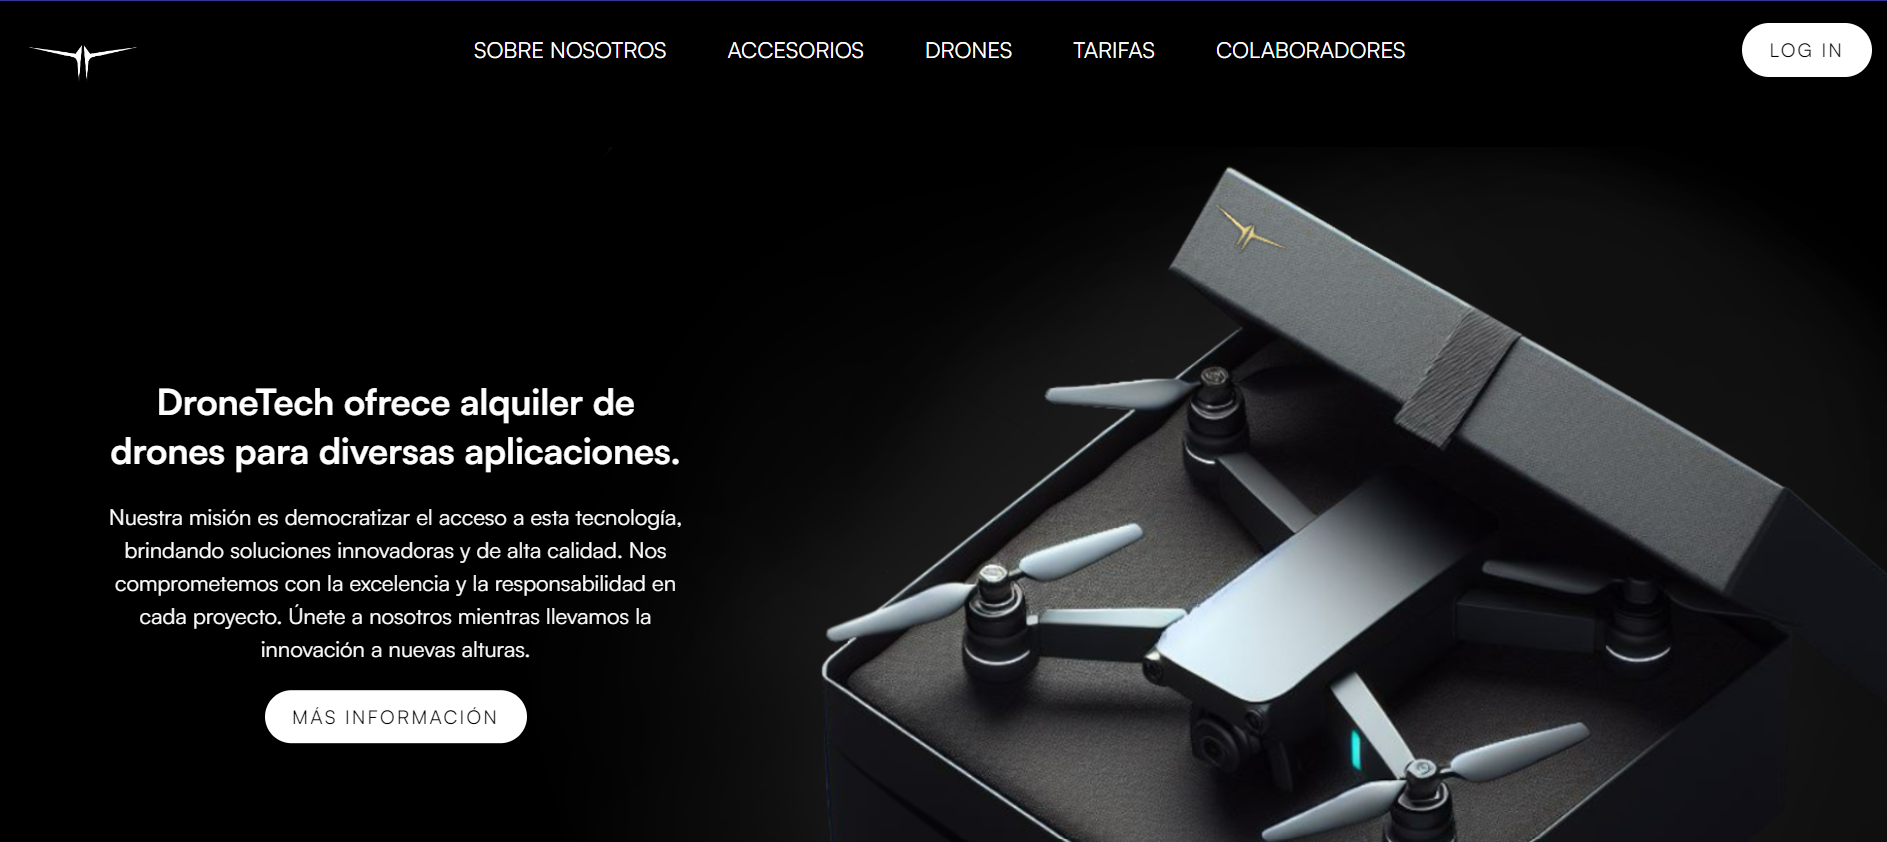 SOBRE NOSOTROS ACCESORIOS DRONES TARIFAS COLABORADORES LOG IN
DroneTech ofrece alquiler de
drones para diversas aplicaciones.
Nuestra misión es democratizar el acceso a esta tecnología,
brindando soluciones innovadoras y de alta calidad. Nos
comprometemos con la excelencia y la responsabilidad en
cada proyecto. Únete a nosotros mientras llevamos la
innovación a nuevas alturas.
MÁS INFORMACIÓN